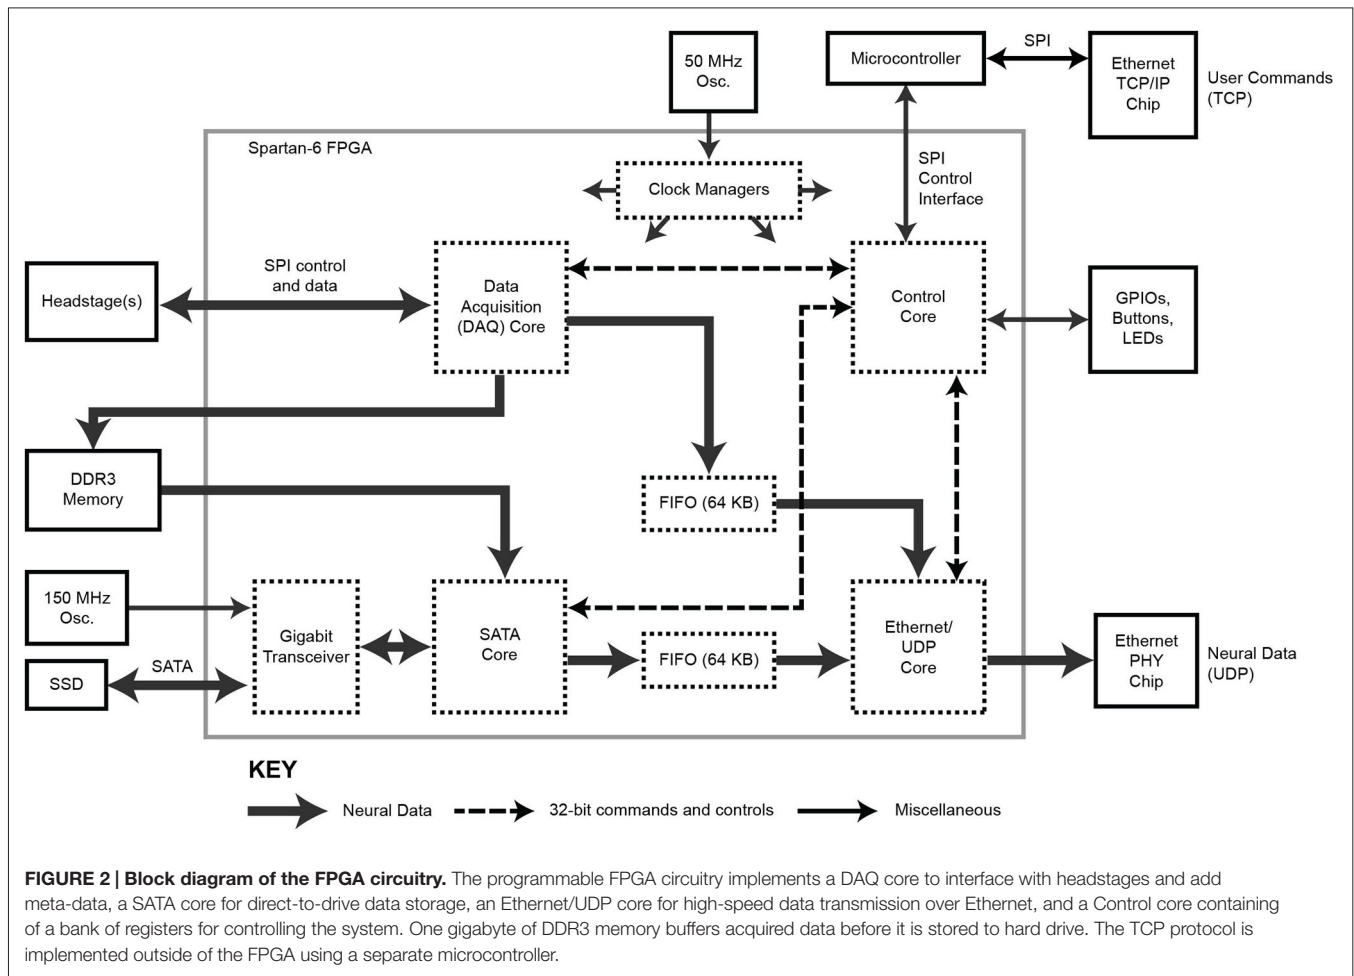 50 MHz
Osc.
Microcontroller
SPI
Ethernet
TCP/IP
Chip
User Commands
(TCP)
Spartan-6 FPGA
Clock Managers
SPI
Control
Interface
Headstage(s)
SPI control
and data
Data
Acquisition
(DAQ) Core
Control
Core
GPIOs,
Buttons,
LEDs
DDR3
Memory
FIFO (64 KB)
150 MHz
Osc.
Gigabit
Transceiver
SATA
Core
FIFO (64 KB)
Ethernet/
UDP
Core
Ethernet
PHY
Chip
Neural Data
(UDP)
SSD
SATA
KEY
Neural Data
32-bit commands and controls
Miscellaneous
FIGURE 2 | Block diagram of the FPGA circuitry. The programmable FPGA circuitry implements a DAQ core to interface with headstages and add
meta-data, a SATA core for direct-to-drive data storage, an Ethernet/UDP core for high-speed data transmission over Ethernet, and a Control core containing
of a bank of registers for controlling the system. One gigabyte of DDR3 memory buffers acquired data before it is stored to hard drive. The TCP protocol is
implemented outside of the FPGA using a separate microcontroller.